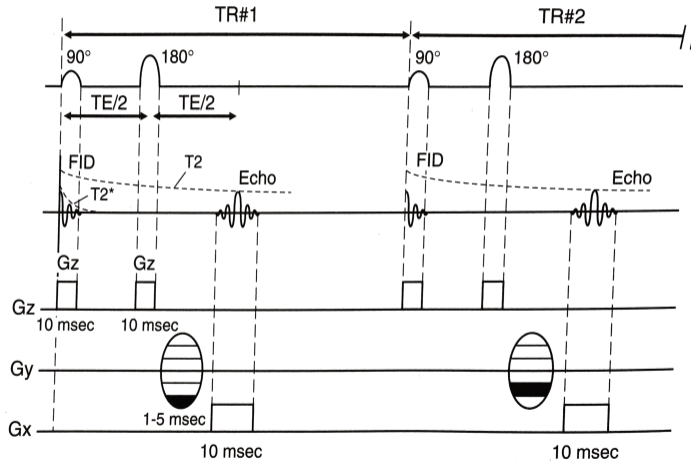 TR#1 TR#2
90° 180° 90° 180°
TE/2 TE/2
FID T2 Echo FID Echo
T2*
Gz Gz
Gz
10 msec 10 msec
Gy
1-5 msec
Gx
10 msec 10 msec